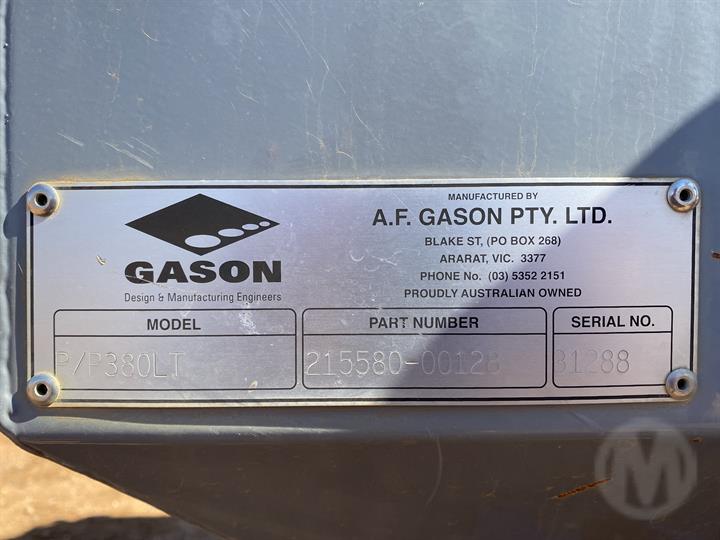 MANUFACTURED BY
A.F. GASON PTY. LTD.
BLAKE ST, (PO BOX 268)
ARARAT, VIC. 3377
PHONE No. (03) 5352 2151
PROUDLY AUSTRALIAN OWNED
GASON
Design & Manufacturing Engineers
MODEL
P/P380LT
PART NUMBER
215580-00128
SERIAL NO.
31288
M